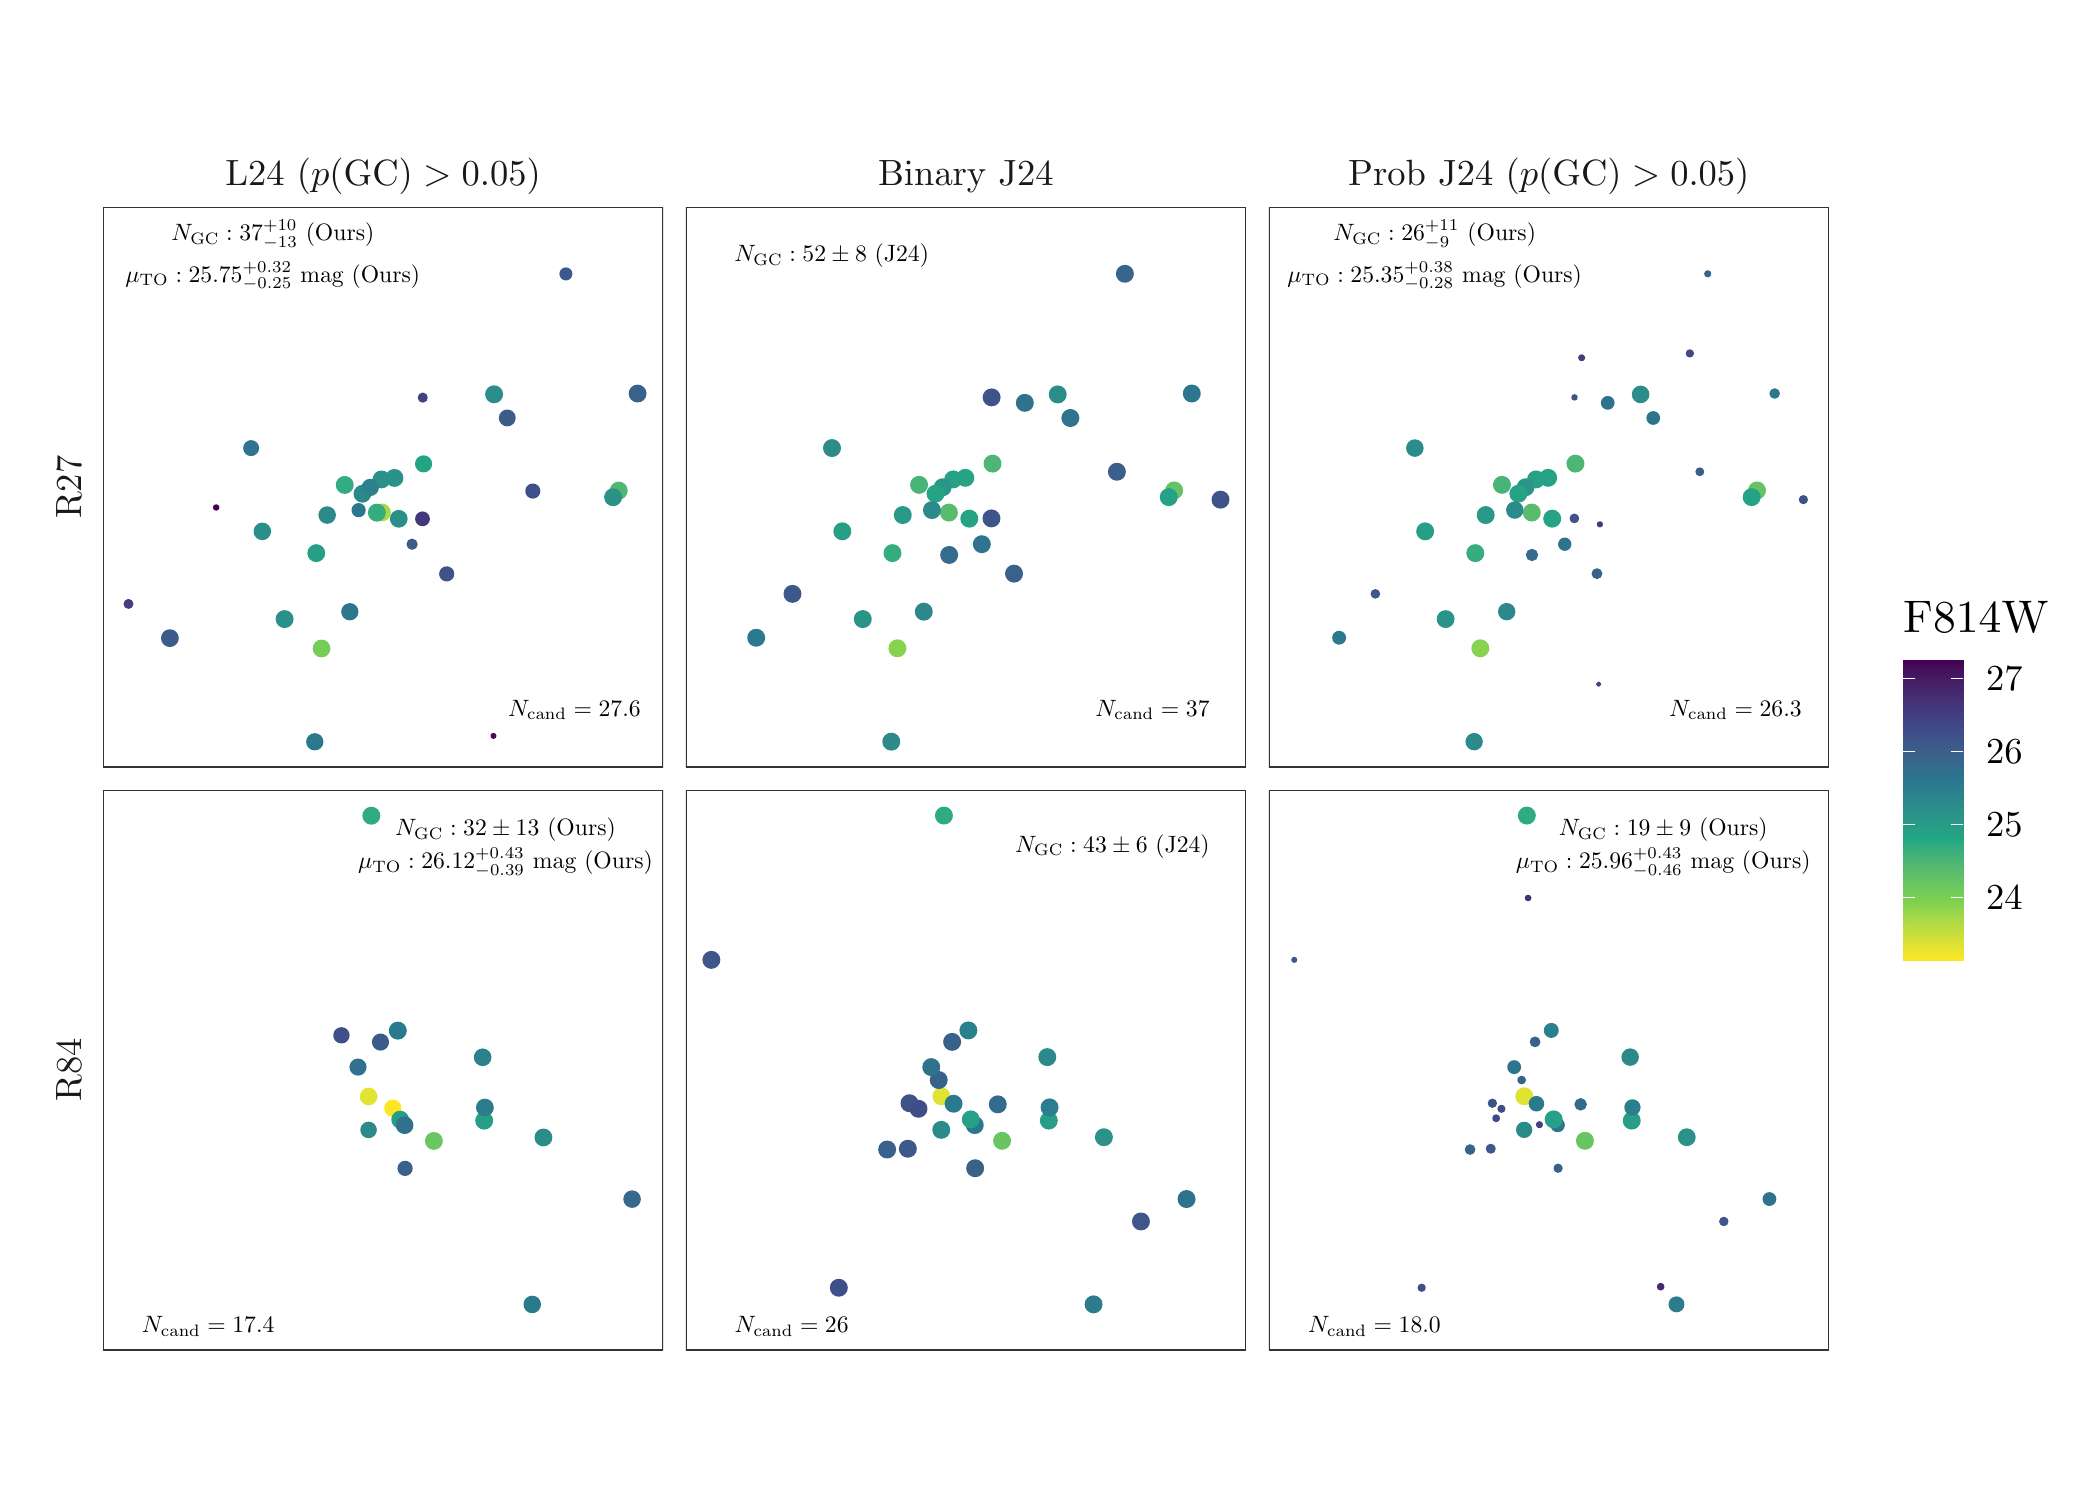 L24 (p(GC) > 0.05)
Binary J24
Prob J24 (p(GC) > 0.05)
R27
N_GC : 37^{+10}_{-13} (Ours)
μ_TO : 25.75^{+0.32}_{-0.25} mag (Ours)
N_cand = 27.6
N_GC : 52 ± 8 (J24)
N_cand = 37
N_GC : 26^{+11}_{-9} (Ours)
μ_TO : 25.35^{+0.38}_{-0.28} mag (Ours)
N_cand = 26.3
R84
N_GC : 32 ± 13 (Ours)
μ_TO : 26.12^{+0.43}_{-0.39} mag (Ours)
N_cand = 17.4
N_GC : 43 ± 6 (J24)
N_cand = 26
N_GC : 19 ± 9 (Ours)
μ_TO : 25.96^{+0.43}_{-0.46} mag (Ours)
N_cand = 18.0
F814W
27
26
25
24